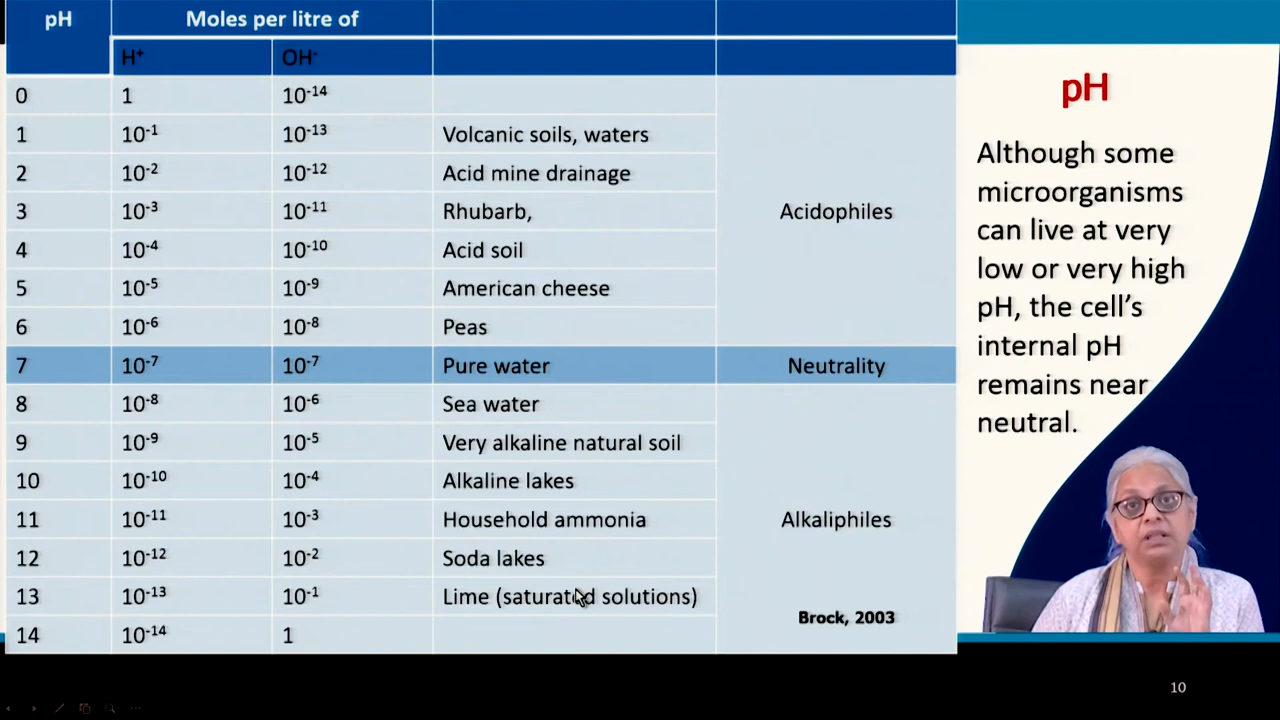 pH Moles per litre of
H⁺ OH⁻
0 1 10⁻¹⁴
1 10⁻¹ 10⁻¹³ Volcanic soils, waters
2 10⁻² 10⁻¹² Acid mine drainage
3 10⁻³ 10⁻¹¹ Rhubarb, Acidophiles
4 10⁻⁴ 10⁻¹⁰ Acid soil
5 10⁻⁵ 10⁻⁹ American cheese
6 10⁻⁶ 10⁻⁸ Peas
7 10⁻⁷ 10⁻⁷ Pure water Neutrality
8 10⁻⁸ 10⁻⁶ Sea water
9 10⁻⁹ 10⁻⁵ Very alkaline natural soil
10 10⁻¹⁰ 10⁻⁴ Alkaline lakes
11 10⁻¹¹ 10⁻³ Household ammonia Alkaliphiles
12 10⁻¹² 10⁻² Soda lakes
13 10⁻¹³ 10⁻¹ Lime (saturated solutions)
Brock, 2003
14 10⁻¹⁴ 1
pH
Although some
microorganisms
can live at very
low or very high
pH, the cell's
internal pH
remains near
neutral.
10